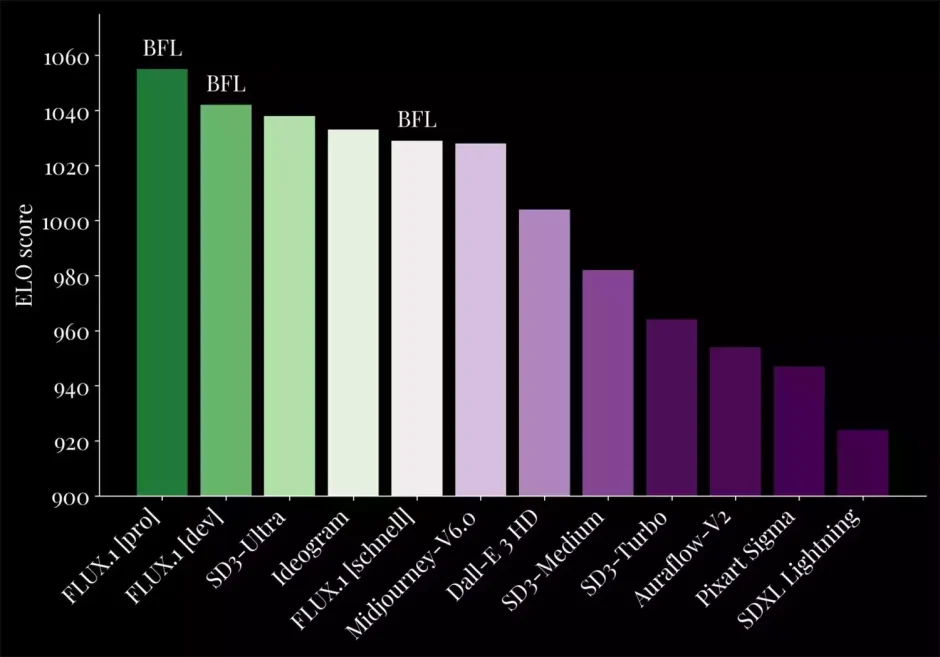 BFL
BFL
BFL
1060
1040
1020
1000
980
960
940
920
900
ELO score
FLUX.1 [pro]
FLUX.1 [dev]
SD3-Ultra
Ideogram
FLUX.1 [schnell]
Midjourney-V6.0
Dall-E 3 HD
SD3-Medium
SD3-Turbo
Auraflow-V2
Pixart Sigma
SDXL Lightning